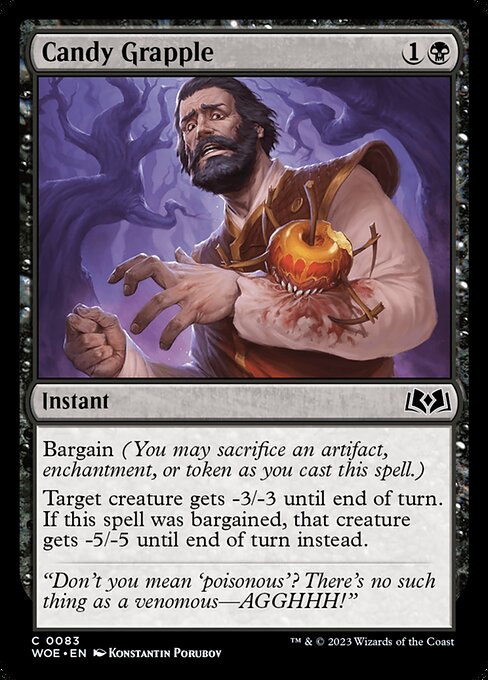 Candy Grapple 1
Instant
Bargain (You may sacrifice an artifact,
enchantment, or token as you cast this spell.)
Target creature gets -3/-3 until end of turn.
If this spell was bargained, that creature
gets -5/-5 until end of turn instead.
“Don’t you mean ‘poisonous’? There’s no such
thing as a venomous—AGGHHH!”
C 0083
WOE • EN Konstantin Porubov
™ & © 2023 Wizards of the Coast